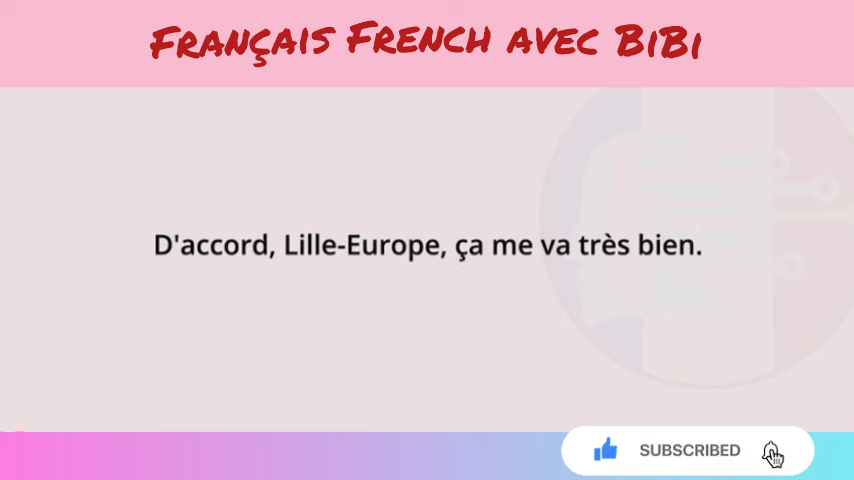 Français French avec BiBi
D'accord, Lille-Europe, ça me va très bien.
SUBSCRIBED